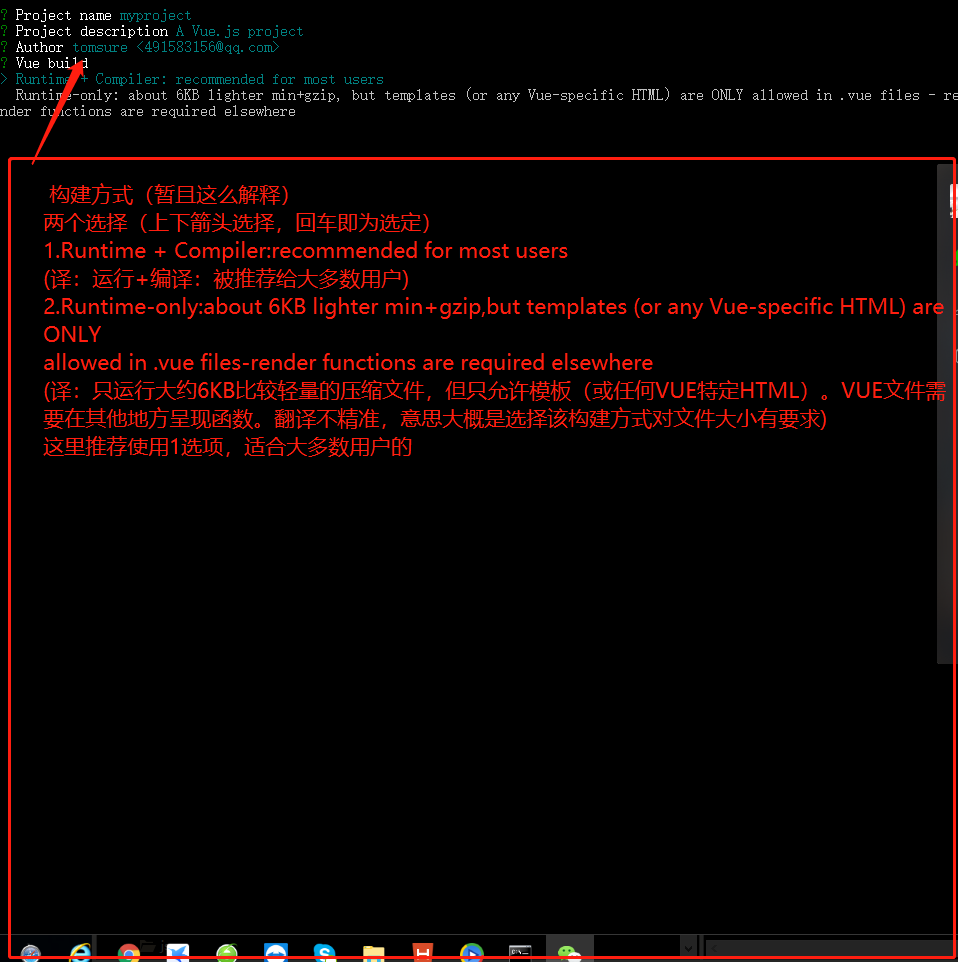 ? Project name myproject
? Project description A Vue.js project
? Author tomsure <491583156@qq.com>
? Vue build
> Runtime + Compiler: recommended for most users
Runtime-only: about 6KB lighter min+gzip, but templates (or any Vue-specific HTML) are ONLY allowed in .vue files - re
nder functions are required elsewhere
构建方式（暂且这么解释）
两个选择（上下箭头选择，回车即为选定）
1.Runtime + Compiler:recommended for most users
(译：运行+编译：被推荐给大多数用户)
2.Runtime-only:about 6KB lighter min+gzip,but templates (or any Vue-specific HTML) are
ONLY
allowed in .vue files-render functions are required elsewhere
(译：只运行大约6KB比较轻量的压缩文件，但只允许模板（或任何VUE特定HTML）。VUE文件需
要在其他地方呈现函数。翻译不精准，意思大概是选择该构建方式对文件大小有要求)
这里推荐使用1选项，适合大多数用户的